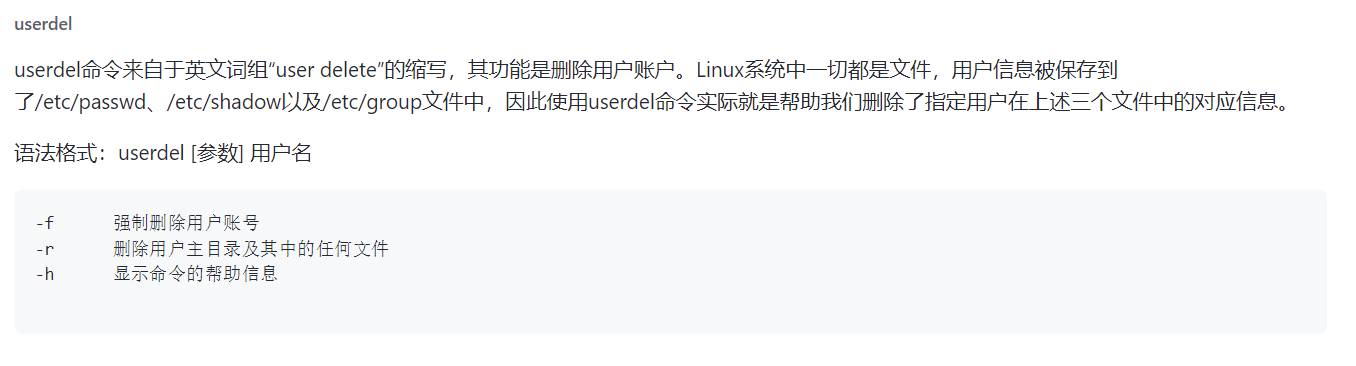 userdel
userdel命令来自于英文词组“user delete”的缩写，其功能是删除用户账户。Linux系统中一切都是文件，用户信息被保存到
了/etc/passwd、/etc/shadow以及/etc/group文件中，因此使用userdel命令实际就是帮助我们删除了指定用户在上述三个文件中的对应信息。
语法格式：userdel [参数] 用户名
-f 强制删除用户账号
-r 删除用户主目录及其中的任何文件
-h 显示命令的帮助信息